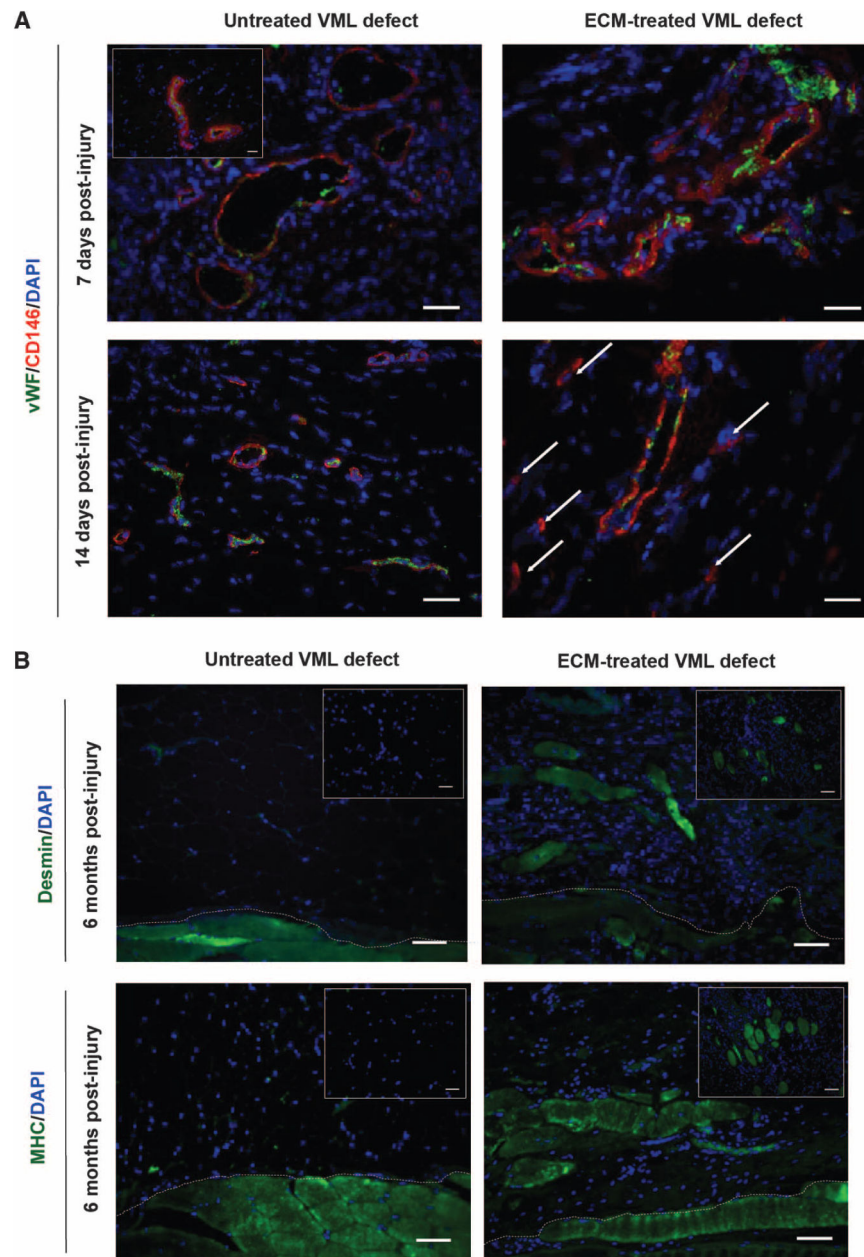 A
Untreated VML defect
ECM-treated VML defect
vWF/CD146/DAPI
7 days post-injury
14 days post-injury
B
Untreated VML defect
ECM-treated VML defect
Desmin/DAPI
6 months post-injury
MHC/DAPI
6 months post-injury